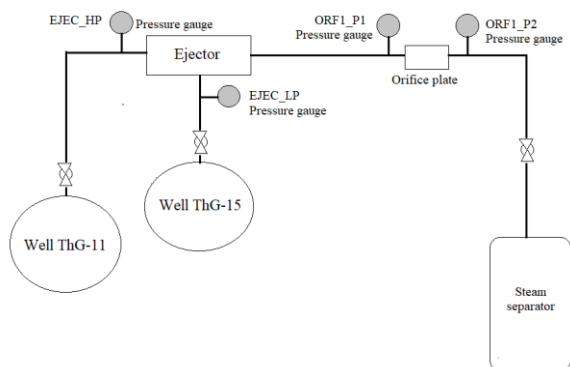 EJEC_HP
Pressure gauge
Ejector
EJEC_LP
Pressure gauge
ORF1_P1
Pressure gauge
Orifice plate
ORF1_P2
Pressure gauge
Well ThG-11
Well ThG-15
Steam
separator